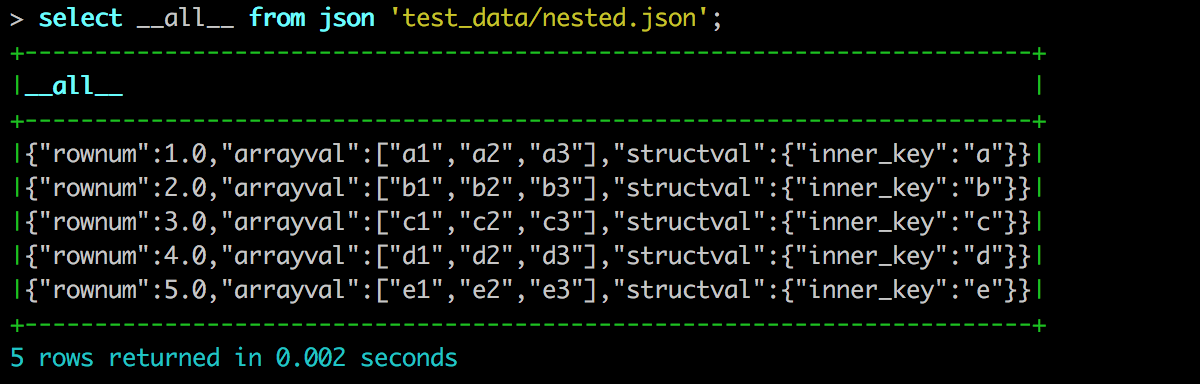 > select __all__ from json 'test_data/nested.json';
+-----------------------------------------------------------------------+
|__all__                                                                |
+-----------------------------------------------------------------------+
|{"rownum":1.0,"arrayval":["a1","a2","a3"],"structval":{"inner_key":"a"}}|
|{"rownum":2.0,"arrayval":["b1","b2","b3"],"structval":{"inner_key":"b"}}|
|{"rownum":3.0,"arrayval":["c1","c2","c3"],"structval":{"inner_key":"c"}}|
|{"rownum":4.0,"arrayval":["d1","d2","d3"],"structval":{"inner_key":"d"}}|
|{"rownum":5.0,"arrayval":["e1","e2","e3"],"structval":{"inner_key":"e"}}|
+-----------------------------------------------------------------------+
5 rows returned in 0.002 seconds